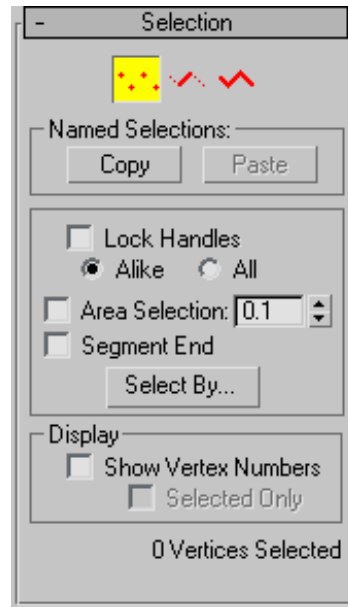 - Selection
Named Selections:
Copy Paste
Lock Handles
Alike All
Area Selection: 0.1
Segment End
Select By...
Display
Show Vertex Numbers
Selected Only
0 Vertices Selected